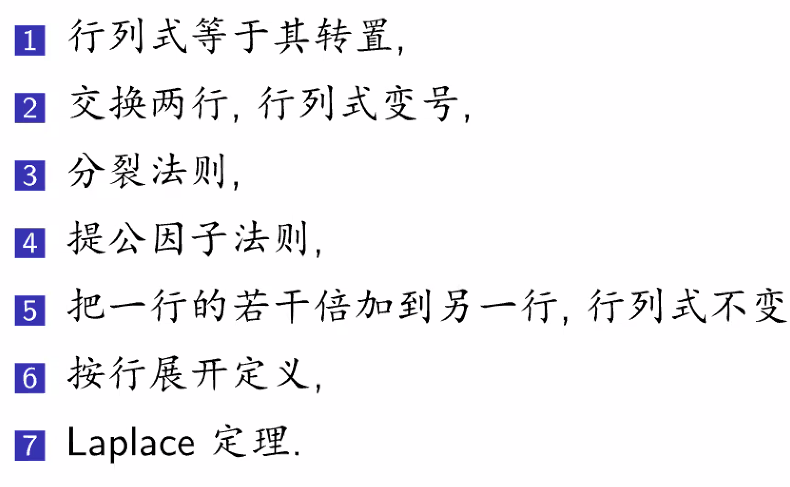 1 行列式等于其转置,
2 交换两行, 行列式变号,
3 分裂法则,
4 提公因子法则,
5 把一行的若干倍加到另一行, 行列式不变
6 按行展开定义,
7 Laplace 定理.